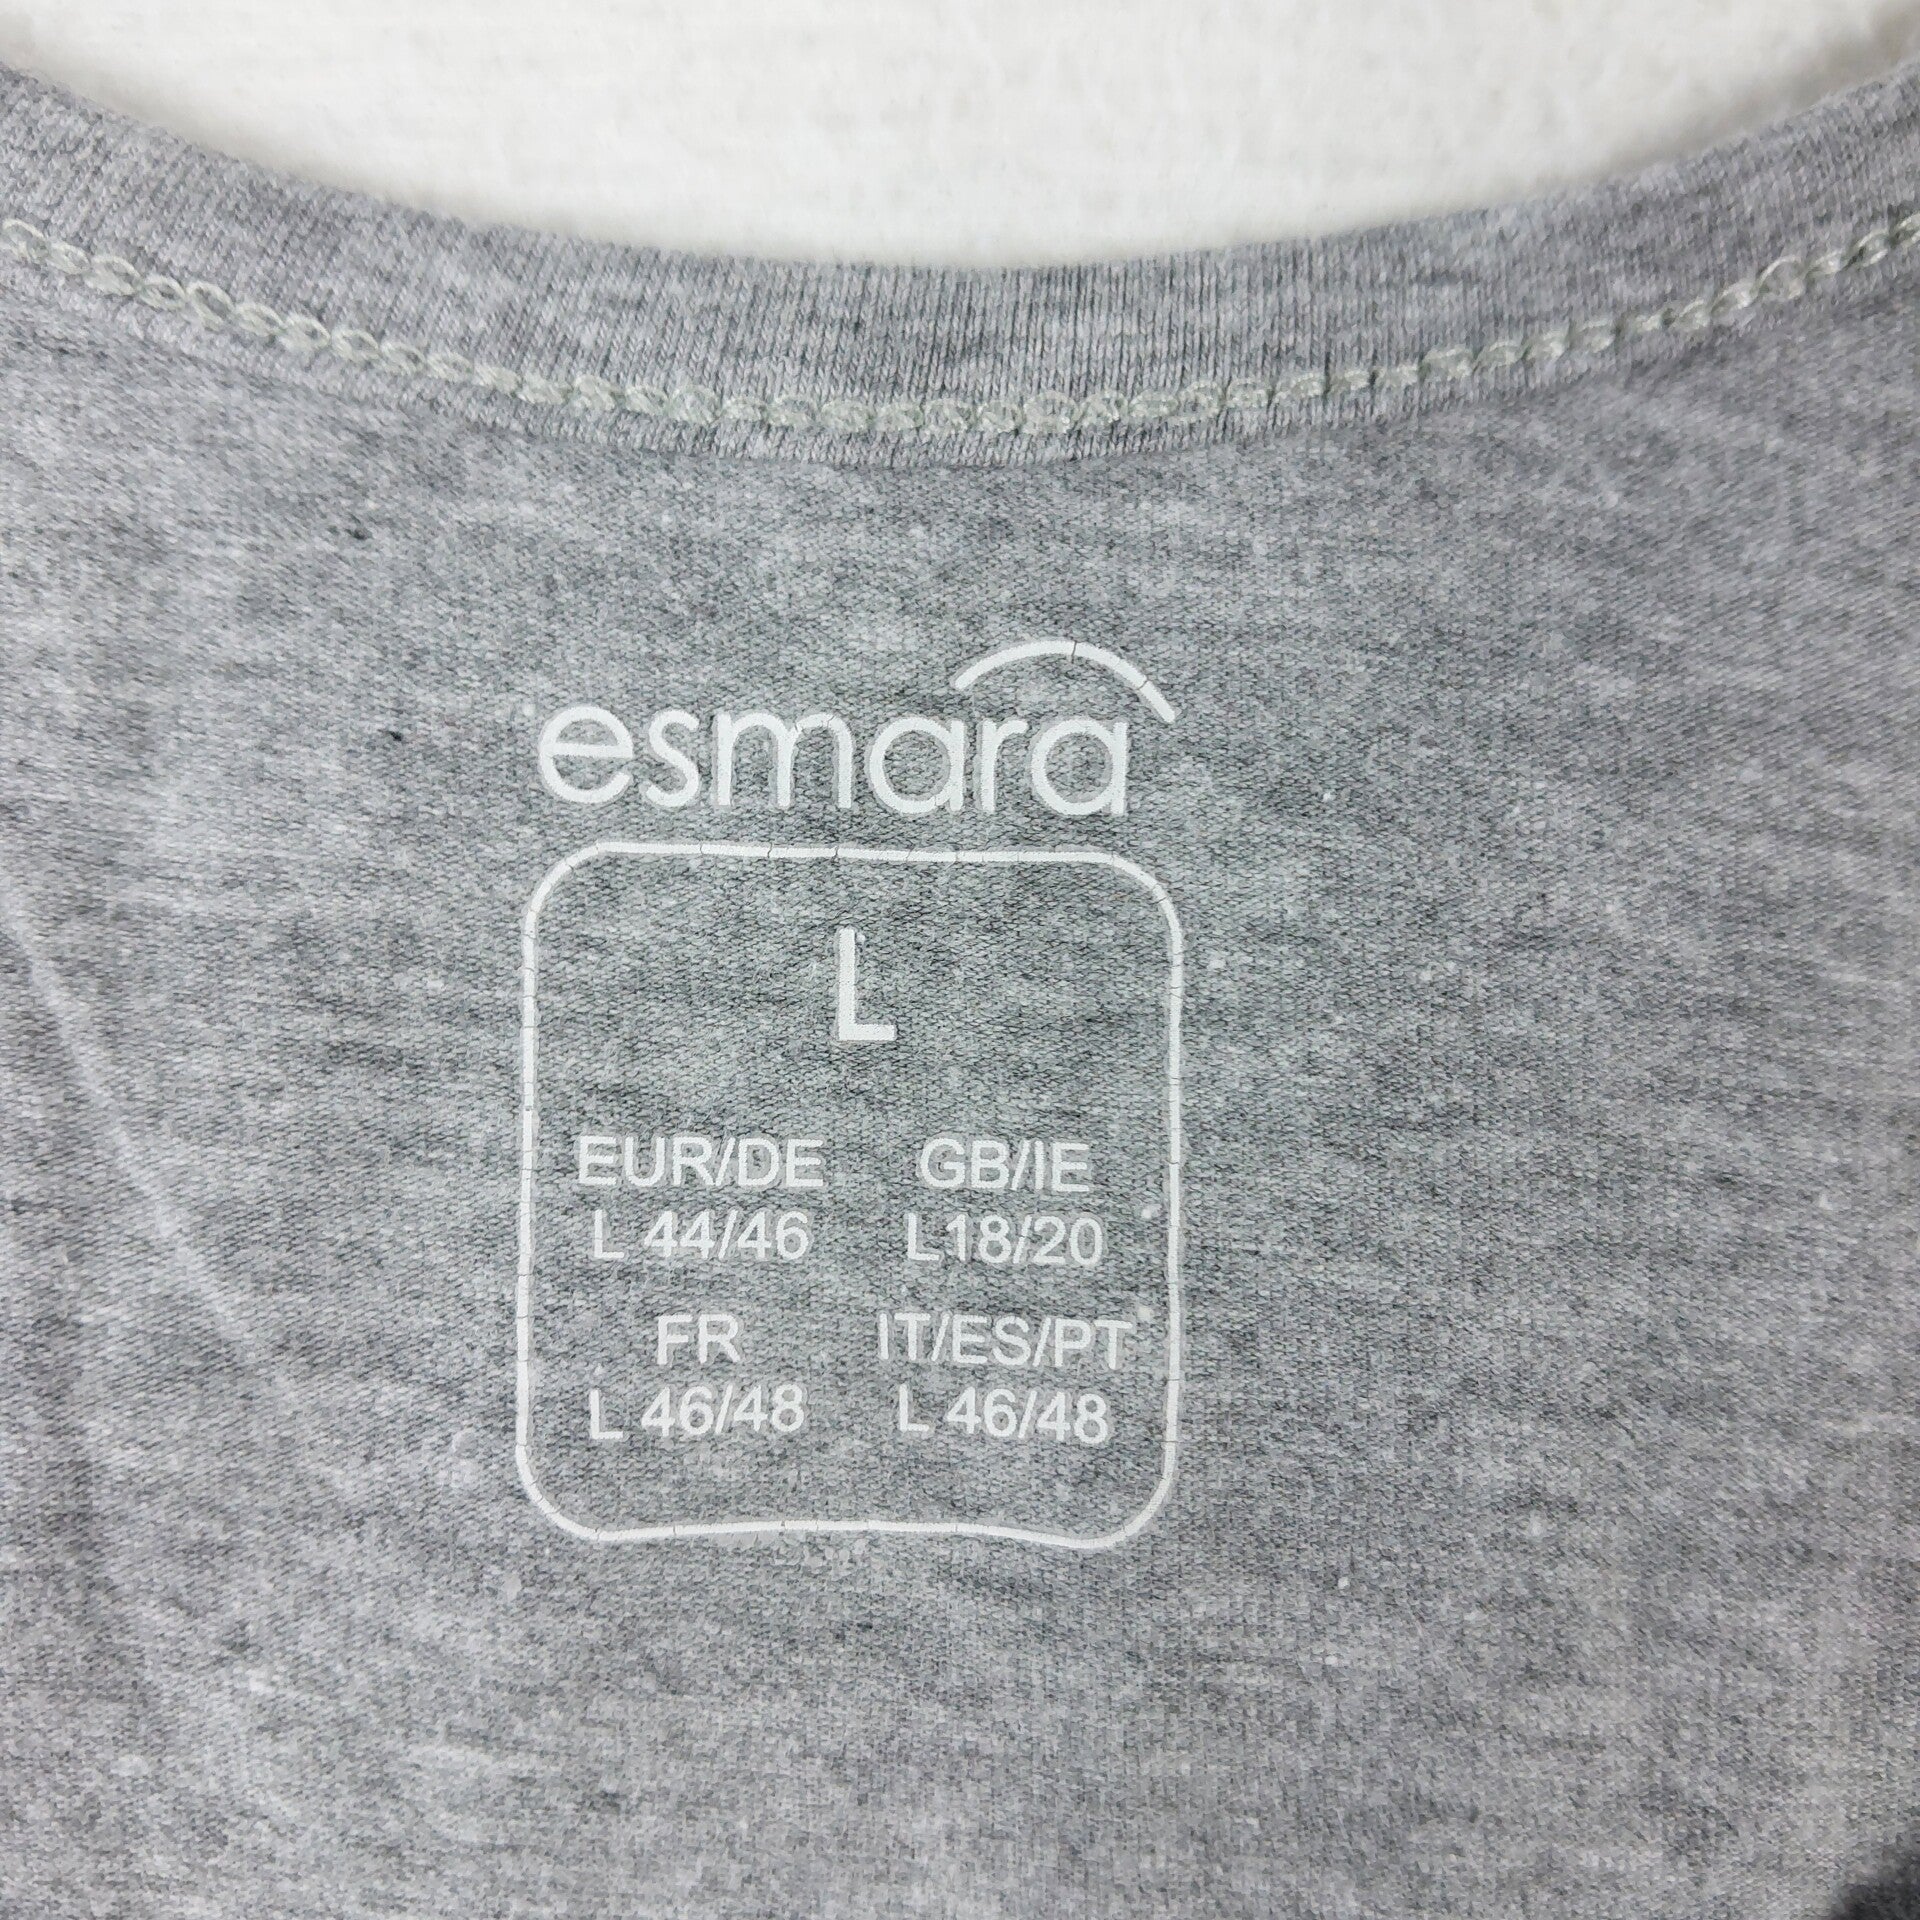 esmara
L
EUR/DE GB/IE
L 44/46 L18/20
FR IT/ES/PT
L 46/48 L 46/48